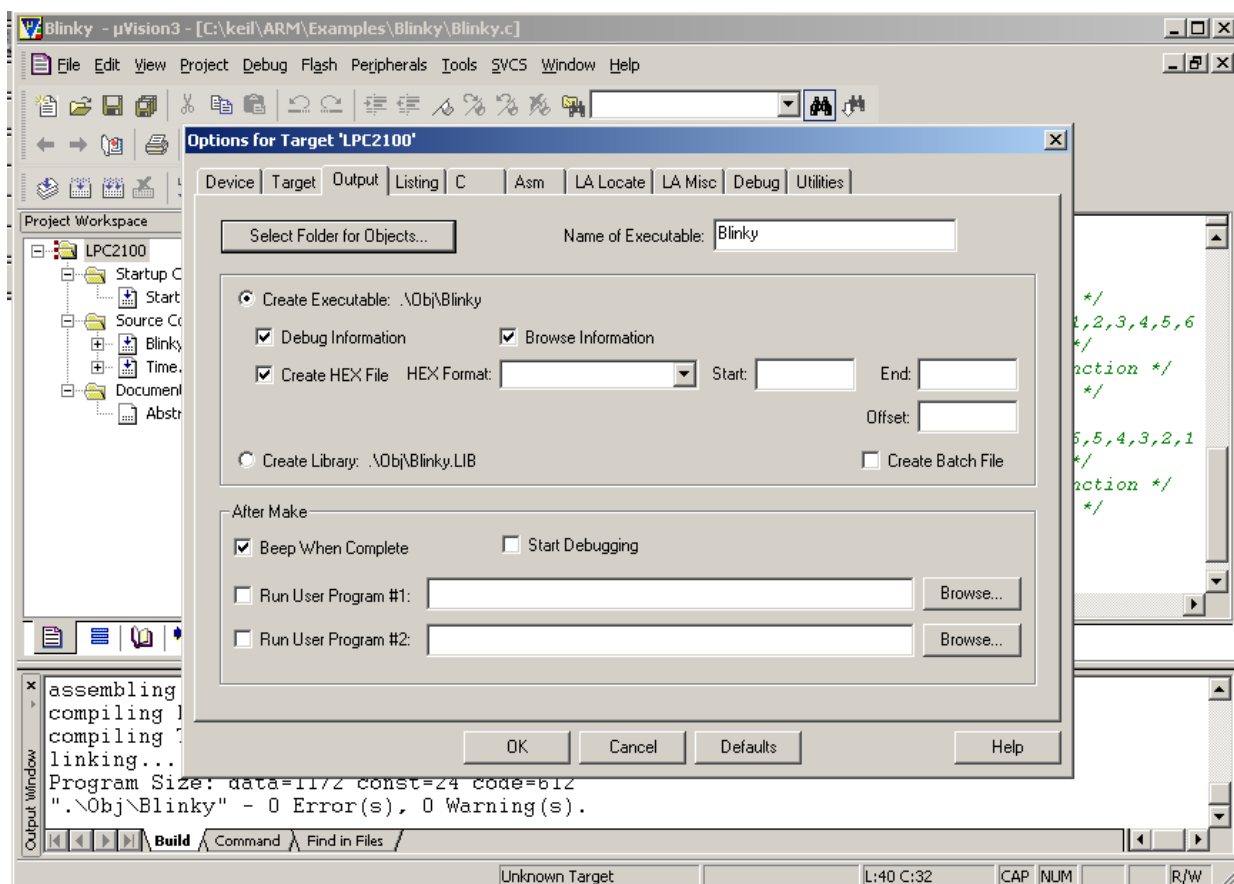 Blinky - µVision3 - [C:\keil\ARM\Examples\Blinky\Blinky.c]
File Edit View Project Debug Flash Peripherals Tools SVCS Window Help
Options for Target 'LPC2100'
Device Target Output Listing C Asm LA Locate LA Misc Debug Utilities
Project Workspace
LPC2100
Startup C
Start
Source Co
Blinky
Time.
Document
Abstr
Select Folder for Objects...
Name of Executable: Blinky
Create Executable: .\Obj\Blinky
Debug Information
Browse Information
Create HEX File HEX Format: Start: End:
Offset:
Create Library: .\Obj\Blinky.LIB
Create Batch File
After Make
Beep When Complete
Start Debugging
Run User Program #1: Browse...
Run User Program #2: Browse...
OK Cancel Defaults Help
*/
1,2,3,4,5,6
*/
nction */
*/
5,4,3,2,1
*/
nction */
*/
Output Window
assembling
compiling
compiling
linking...
Program Size: data=1172 const=24 code=612
".\Obj\Blinky" - 0 Error(s), 0 Warning(s).
Build Command Find in Files
Unknown Target L:40 C:32 CAP NUM R/W